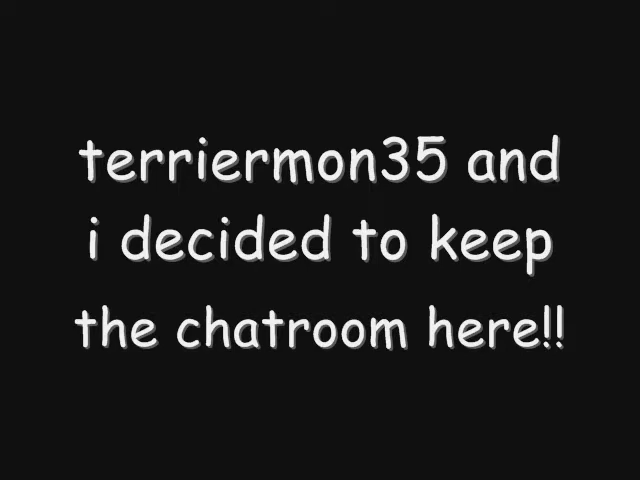 terriermon35 and
i decided to keep
the chatroom here!!